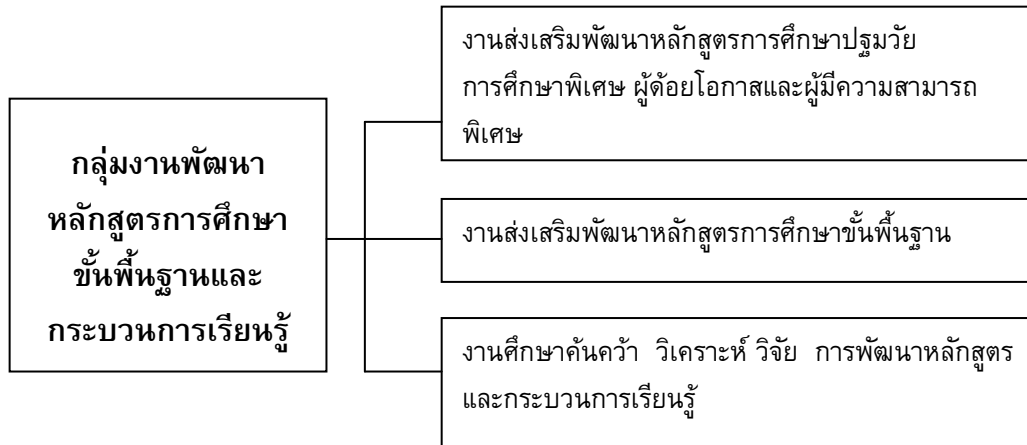 กลุ่มงานพัฒนา
หลักสูตรการศึกษา
ขั้นพื้นฐานและ
กระบวนการเรียนรู้
งานส่งเสริมพัฒนาหลักสูตรการศึกษาปฐมวัย
การศึกษาพิเศษ ผู้ด้อยโอกาสและผู้มีความสามารถ
พิเศษ
งานส่งเสริมพัฒนาหลักสูตรการศึกษาขั้นพื้นฐาน
งานศึกษาค้นคว้า วิเคราะห์ วิจัย การพัฒนาหลักสูตร
และกระบวนการเรียนรู้